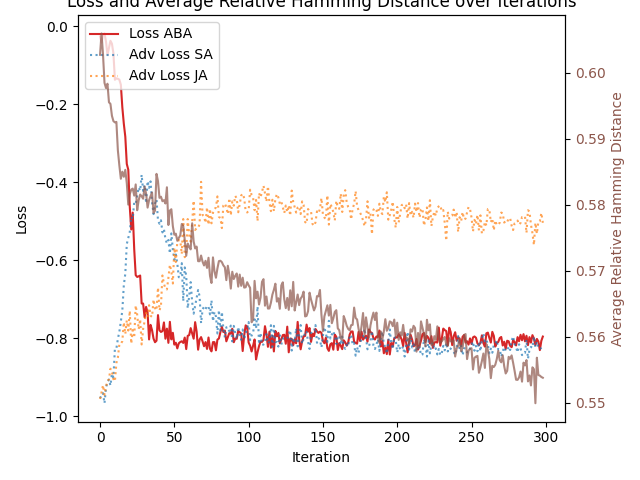 Loss and Average Relative Hamming Distance over Iterations
Loss ABA
Adv Loss SA
Adv Loss JA
Loss
0.0
−0.2
−0.4
−0.6
−0.8
−1.0
0 50 100 150 200 250 300
Iteration
0.60
0.59
0.58
0.57
0.56
0.55
Average Relative Hamming Distance